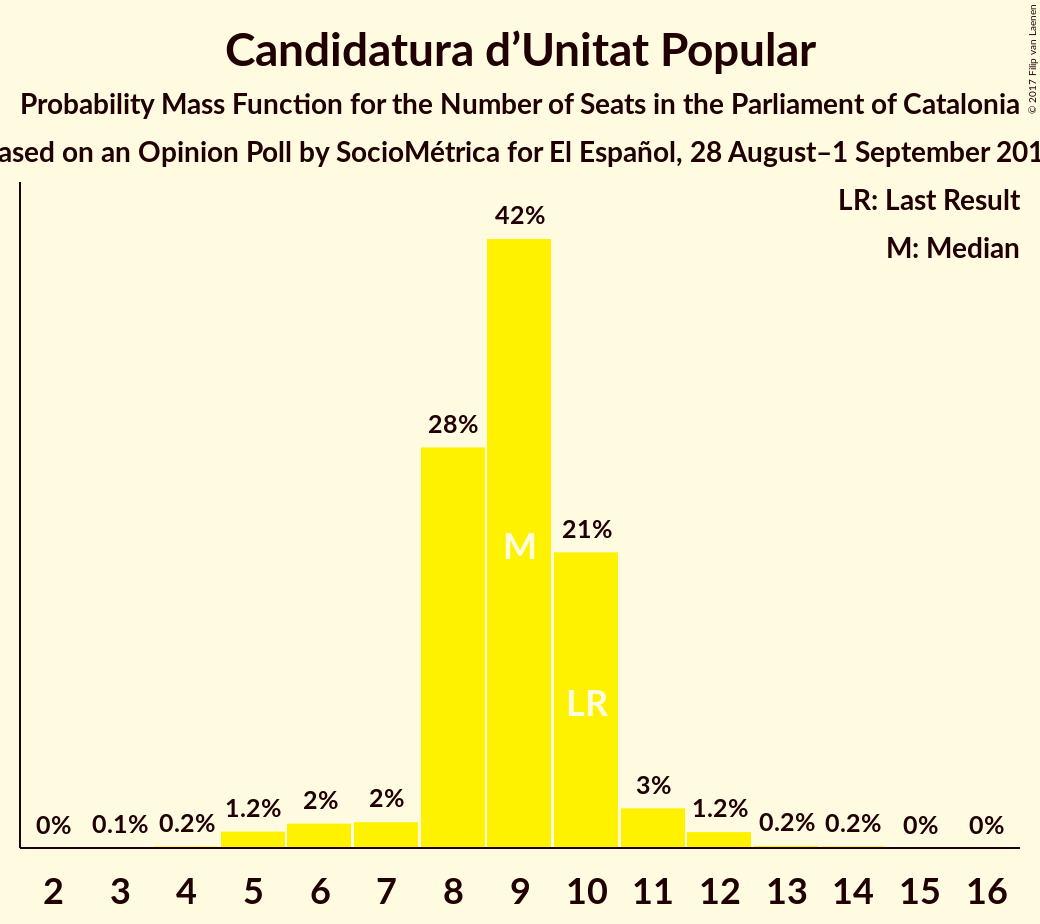 Candidatura d’Unitat Popular
Probability Mass Function for the Number of Seats in the Parliament of Catalonia
ased on an Opinion Poll by SocioMétrica for El Español, 28 August–1 September 201
© 2017 Filip van Laenen
LR: Last Result
M: Median
42%
28%
21%
M
LR
3%
2%
2%
1.2%
1.2%
0%
0.1%
0.2%
0.2%
0.2%
0%
0%
2 3 4 5 6 7 8 9 10 11 12 13 14 15 16